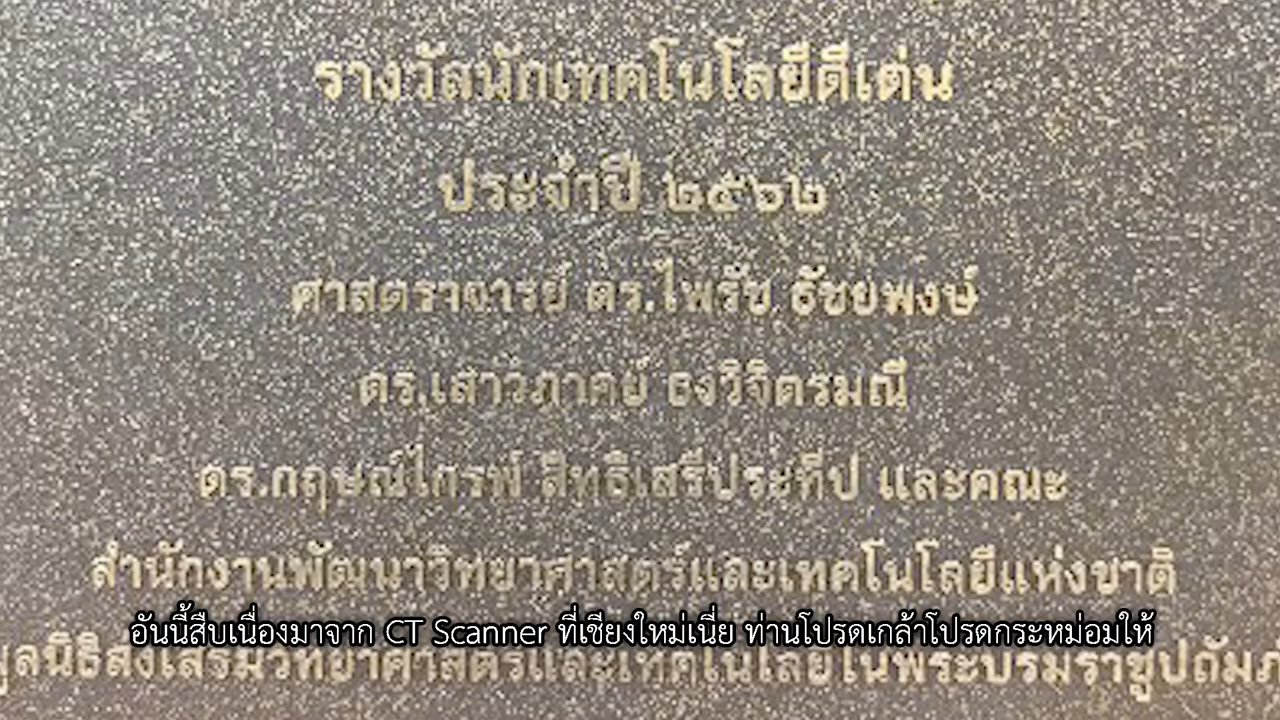 รางวัลนักเทคโนโลยีดีเด่น
ประจำปี ๒๕๖๒
ศาสตราจารย์ ดร.ไพรัช ธัชยพงษ์
ดร.เสาวภาคย์ ธงวิจิตรมณี
ดร.กฤษณ์ไกรพ์ สิทธิเสรีประทีป และคณะ
สำนักงานพัฒนาวิทยาศาสตร์และเทคโนโลยีแห่งชาติ
อันนี้สืบเนื่องมาจาก CT Scanner ที่เชียงใหม่เนี่ย ท่านโปรดเกล้าโปรดกระหม่อมให้
มูลนิธิส่งเสริมวิทยาศาสตร์และเทคโนโลยีในพระบรมราชูปถัมภ